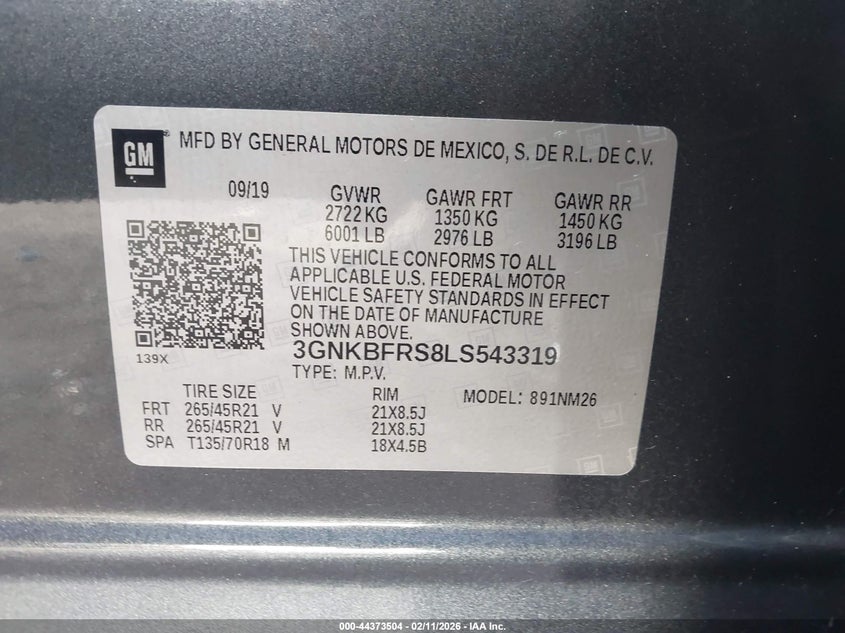 GM® MFD BY GENERAL MOTORS DE MEXICO, S. DE R.L. DE C.V.
09/19 GVWR GAWR FRT GAWR RR
2722 KG 1350 KG 1450 KG
6001 LB 2976 LB 3196 LB
THIS VEHICLE CONFORMS TO ALL
APPLICABLE U.S. FEDERAL MOTOR
VEHICLE SAFETY STANDARDS IN EFFECT
ON THE DATE OF MANUFACTURE
SHOWN ABOVE.
139X
3GNKBFRS8LS543319
TYPE: M.P.V.
TIRE SIZE RIM MODEL: 891NM26
FRT 265/45R21 V 21X8.5J
RR 265/45R21 V 21X8.5J
SPA T135/70R18 M 18X4.5B
000-44373504 - 02/11/2026 - IAA Inc.